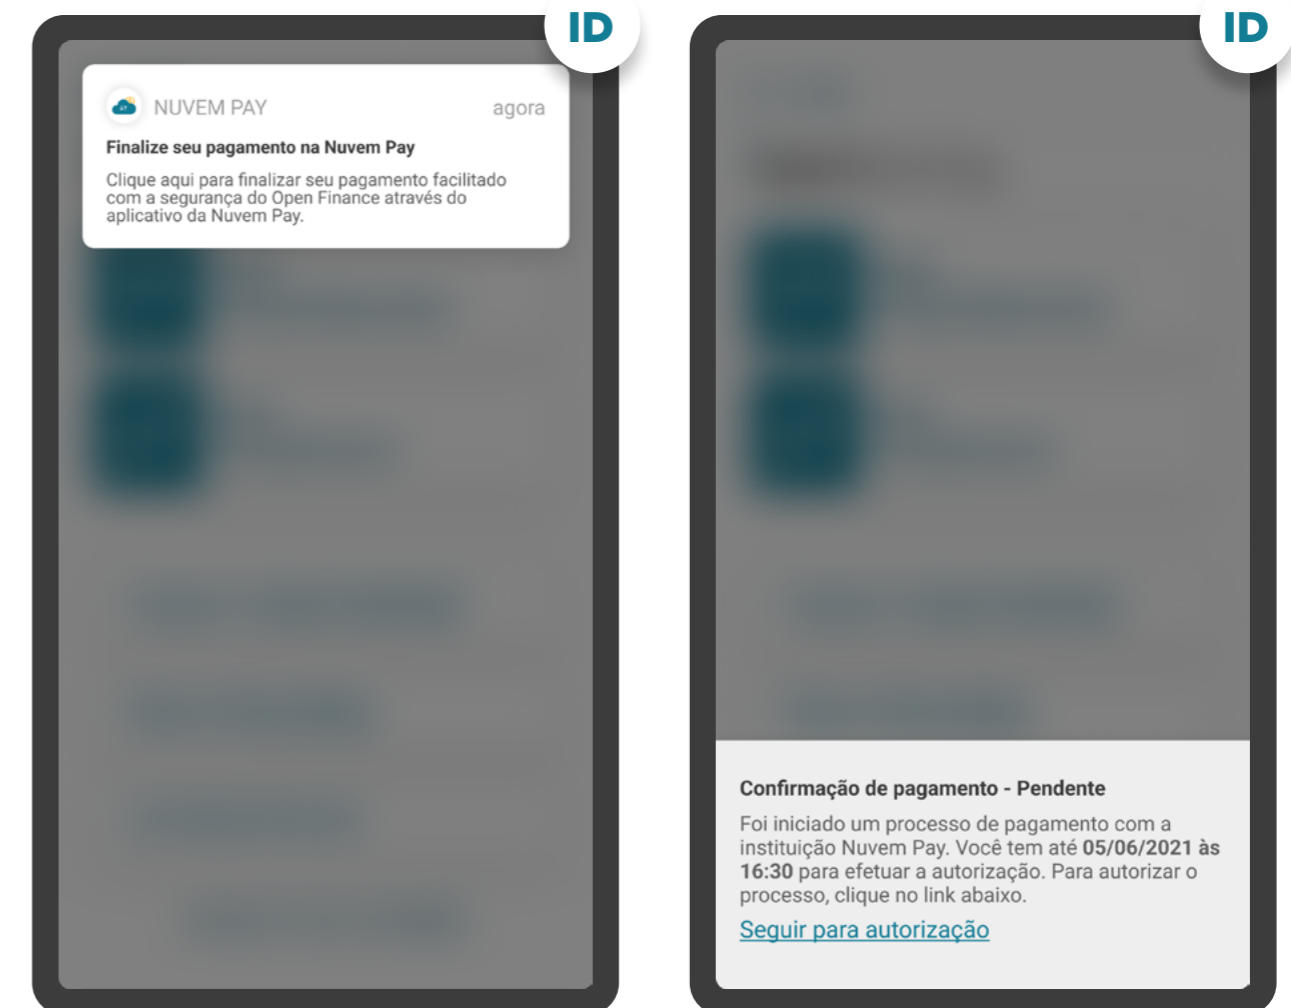 ID
NUVEM PAY
agora
Finalize seu pagamento na Nuvem Pay
Clique aqui para finalizar seu pagamento facilitado
com a segurança do Open Finance através do
aplicativo da Nuvem Pay.
ID
Confirmação de pagamento - Pendente
Foi iniciado um processo de pagamento com a
instituição Nuvem Pay. Você tem até 05/06/2021 às
16:30 para efetuar a autorização. Para autorizar o
processo, clique no link abaixo.
Seguir para autorização